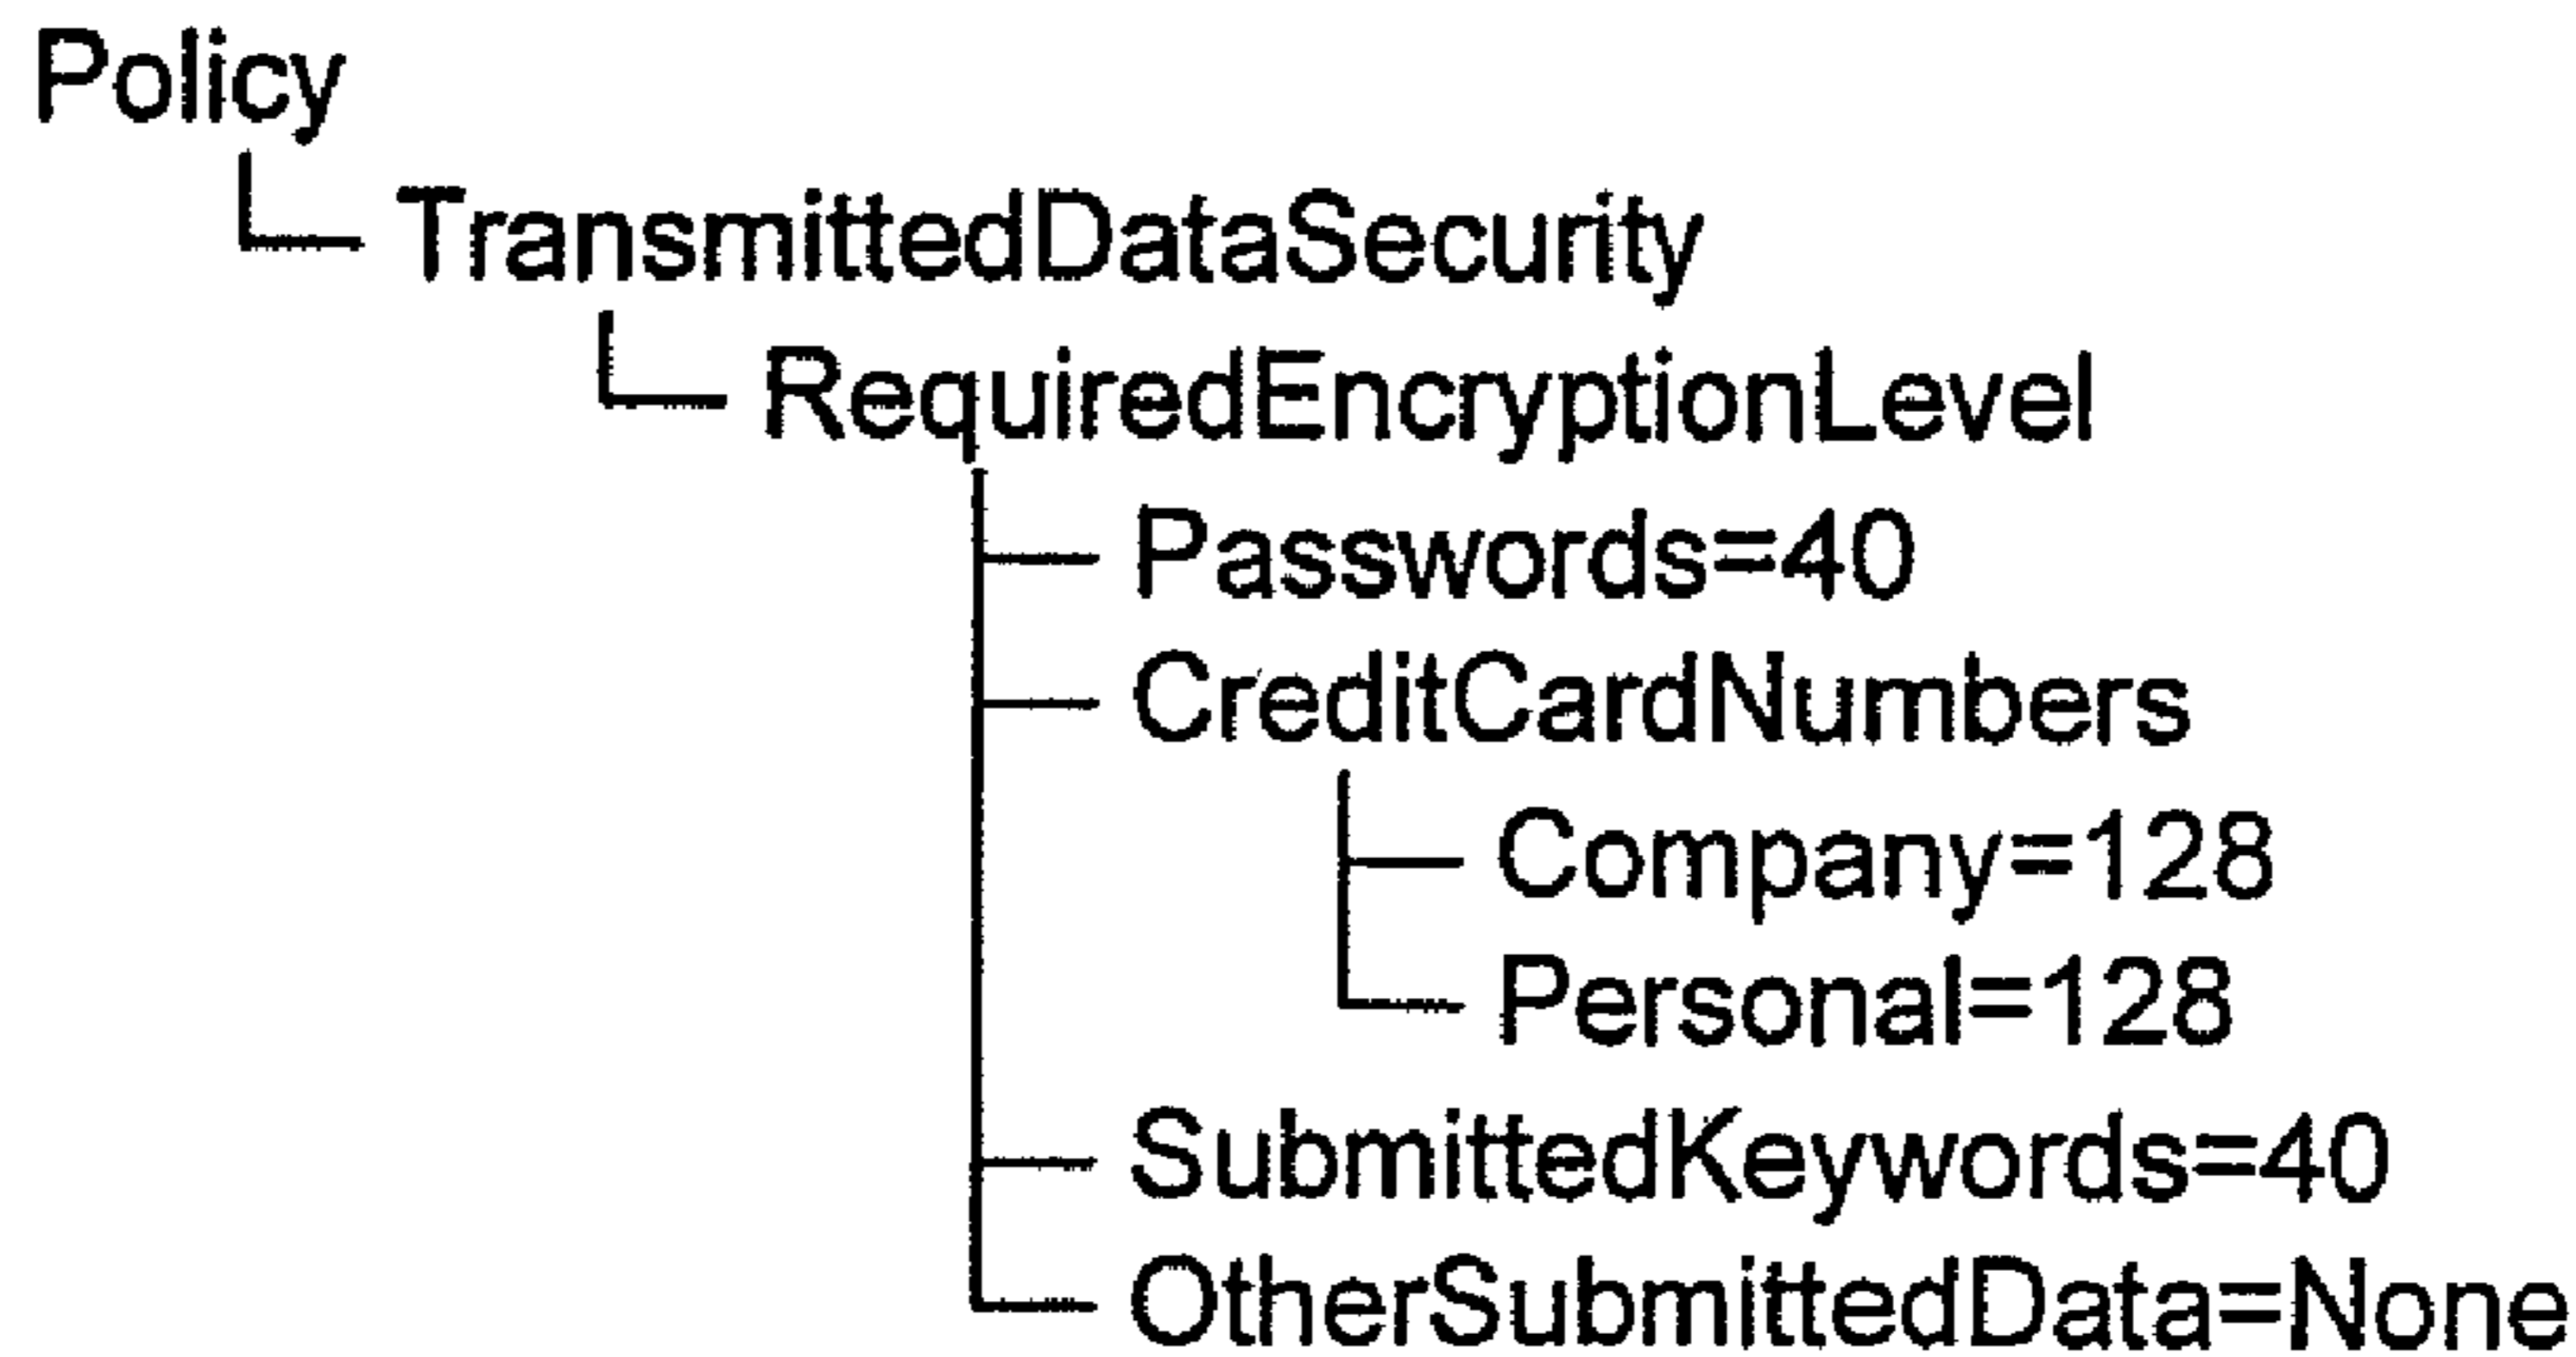 Policy
TransmittedDataSecurity
RequiredEncryptionLevel
Passwords=40
CreditCardNumbers
Company=128
Personal=128
SubmittedKeywords=40
OtherSubmittedData=None